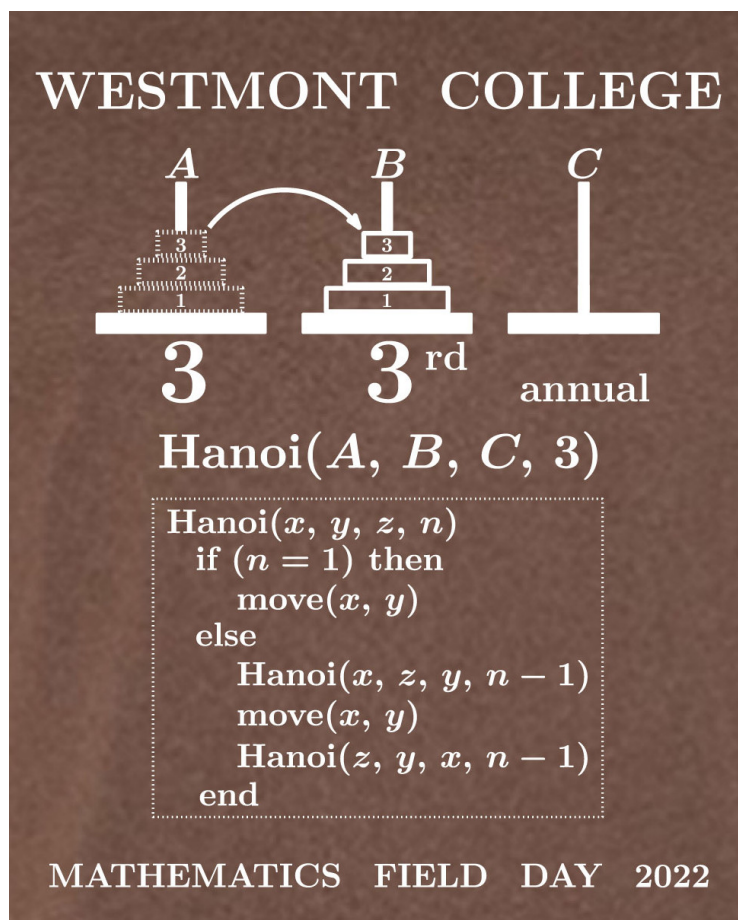 WESTMONT COLLEGE
A B C
3 3
2 2
1 1
3 3rd annual
Hanoi(A, B, C, 3)
Hanoi(x, y, z, n)
if (n = 1) then
move(x, y)
else
Hanoi(x, z, y, n − 1)
move(x, y)
Hanoi(z, y, x, n − 1)
end
MATHEMATICS FIELD DAY 2022